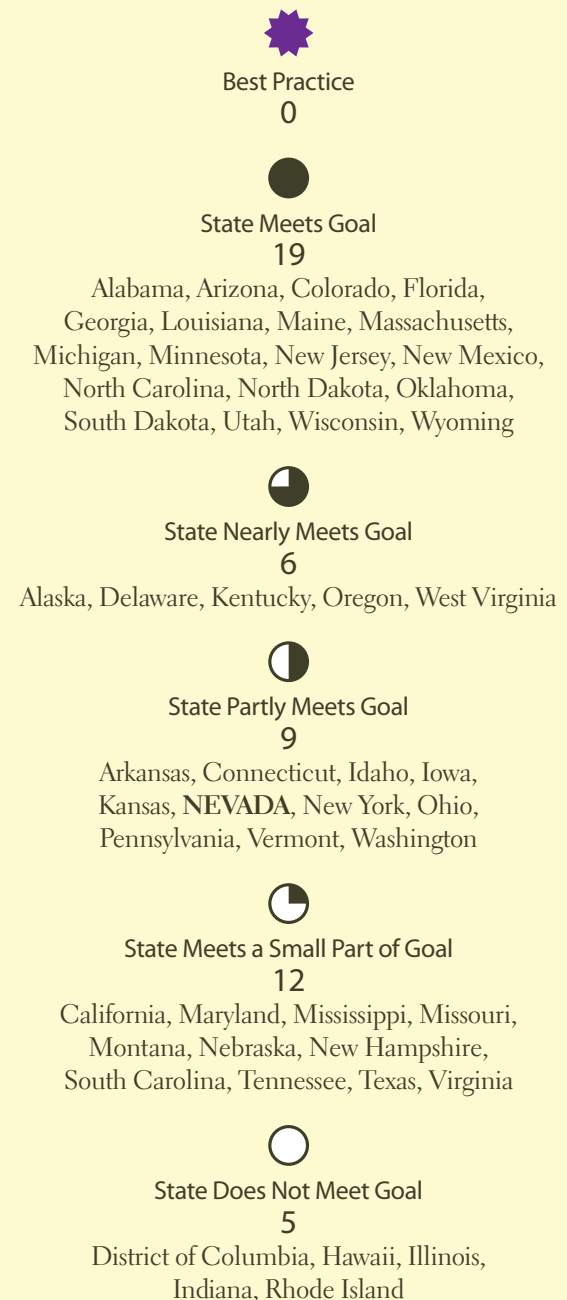 Best Practice
0
State Meets Goal
19
Alabama, Arizona, Colorado, Florida,
Georgia, Louisiana, Maine, Massachusetts,
Michigan, Minnesota, New Jersey, New Mexico,
North Carolina, North Dakota, Oklahoma,
South Dakota, Utah, Wisconsin, Wyoming
State Nearly Meets Goal
6
Alaska, Delaware, Kentucky, Oregon, West Virginia
State Partly Meets Goal
9
Arkansas, Connecticut, Idaho, Iowa,
Kansas, NEVADA, New York, Ohio,
Pennsylvania, Vermont, Washington
State Meets a Small Part of Goal
12
California, Maryland, Mississippi, Missouri,
Montana, Nebraska, New Hampshire,
South Carolina, Tennessee, Texas, Virginia
State Does Not Meet Goal
5
District of Columbia, Hawaii, Illinois,
Indiana, Rhode Island